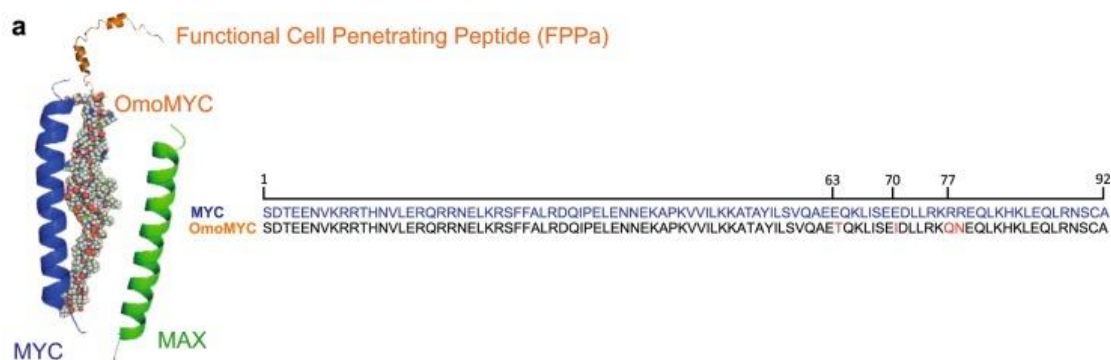 a
Functional Cell Penetrating Peptide (FPPa)
OmoMYC
1 63 70 77 92
MYC SDTEENVKRRTHNVLERQRRNELKRSFFALRDQIPELENNEKAPKVVILKKATAYILSVQAEEQKLISEEDLLRKRREQLKHKLEQLRNSCA
OmoMYC SDTEENVKRRTHNVLERQRRNELKRSFFALRDQIPELENNEKAPKVVILKKATAYILSVQAETQKLISEIDLLRKQNEQLKHKLEQLRNSCA
MYC MAX